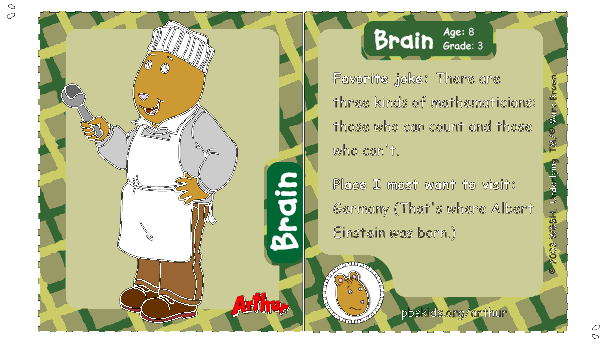 Brain
Arthur
Brain
Age: 8
Grade: 3
Favorite joke: There are
three kinds of mathematicians:
those who can count and those
who can't.
Place I most want to visit:
Germany (That's where Albert
Einstein was born.)
pbskids.org/arthur